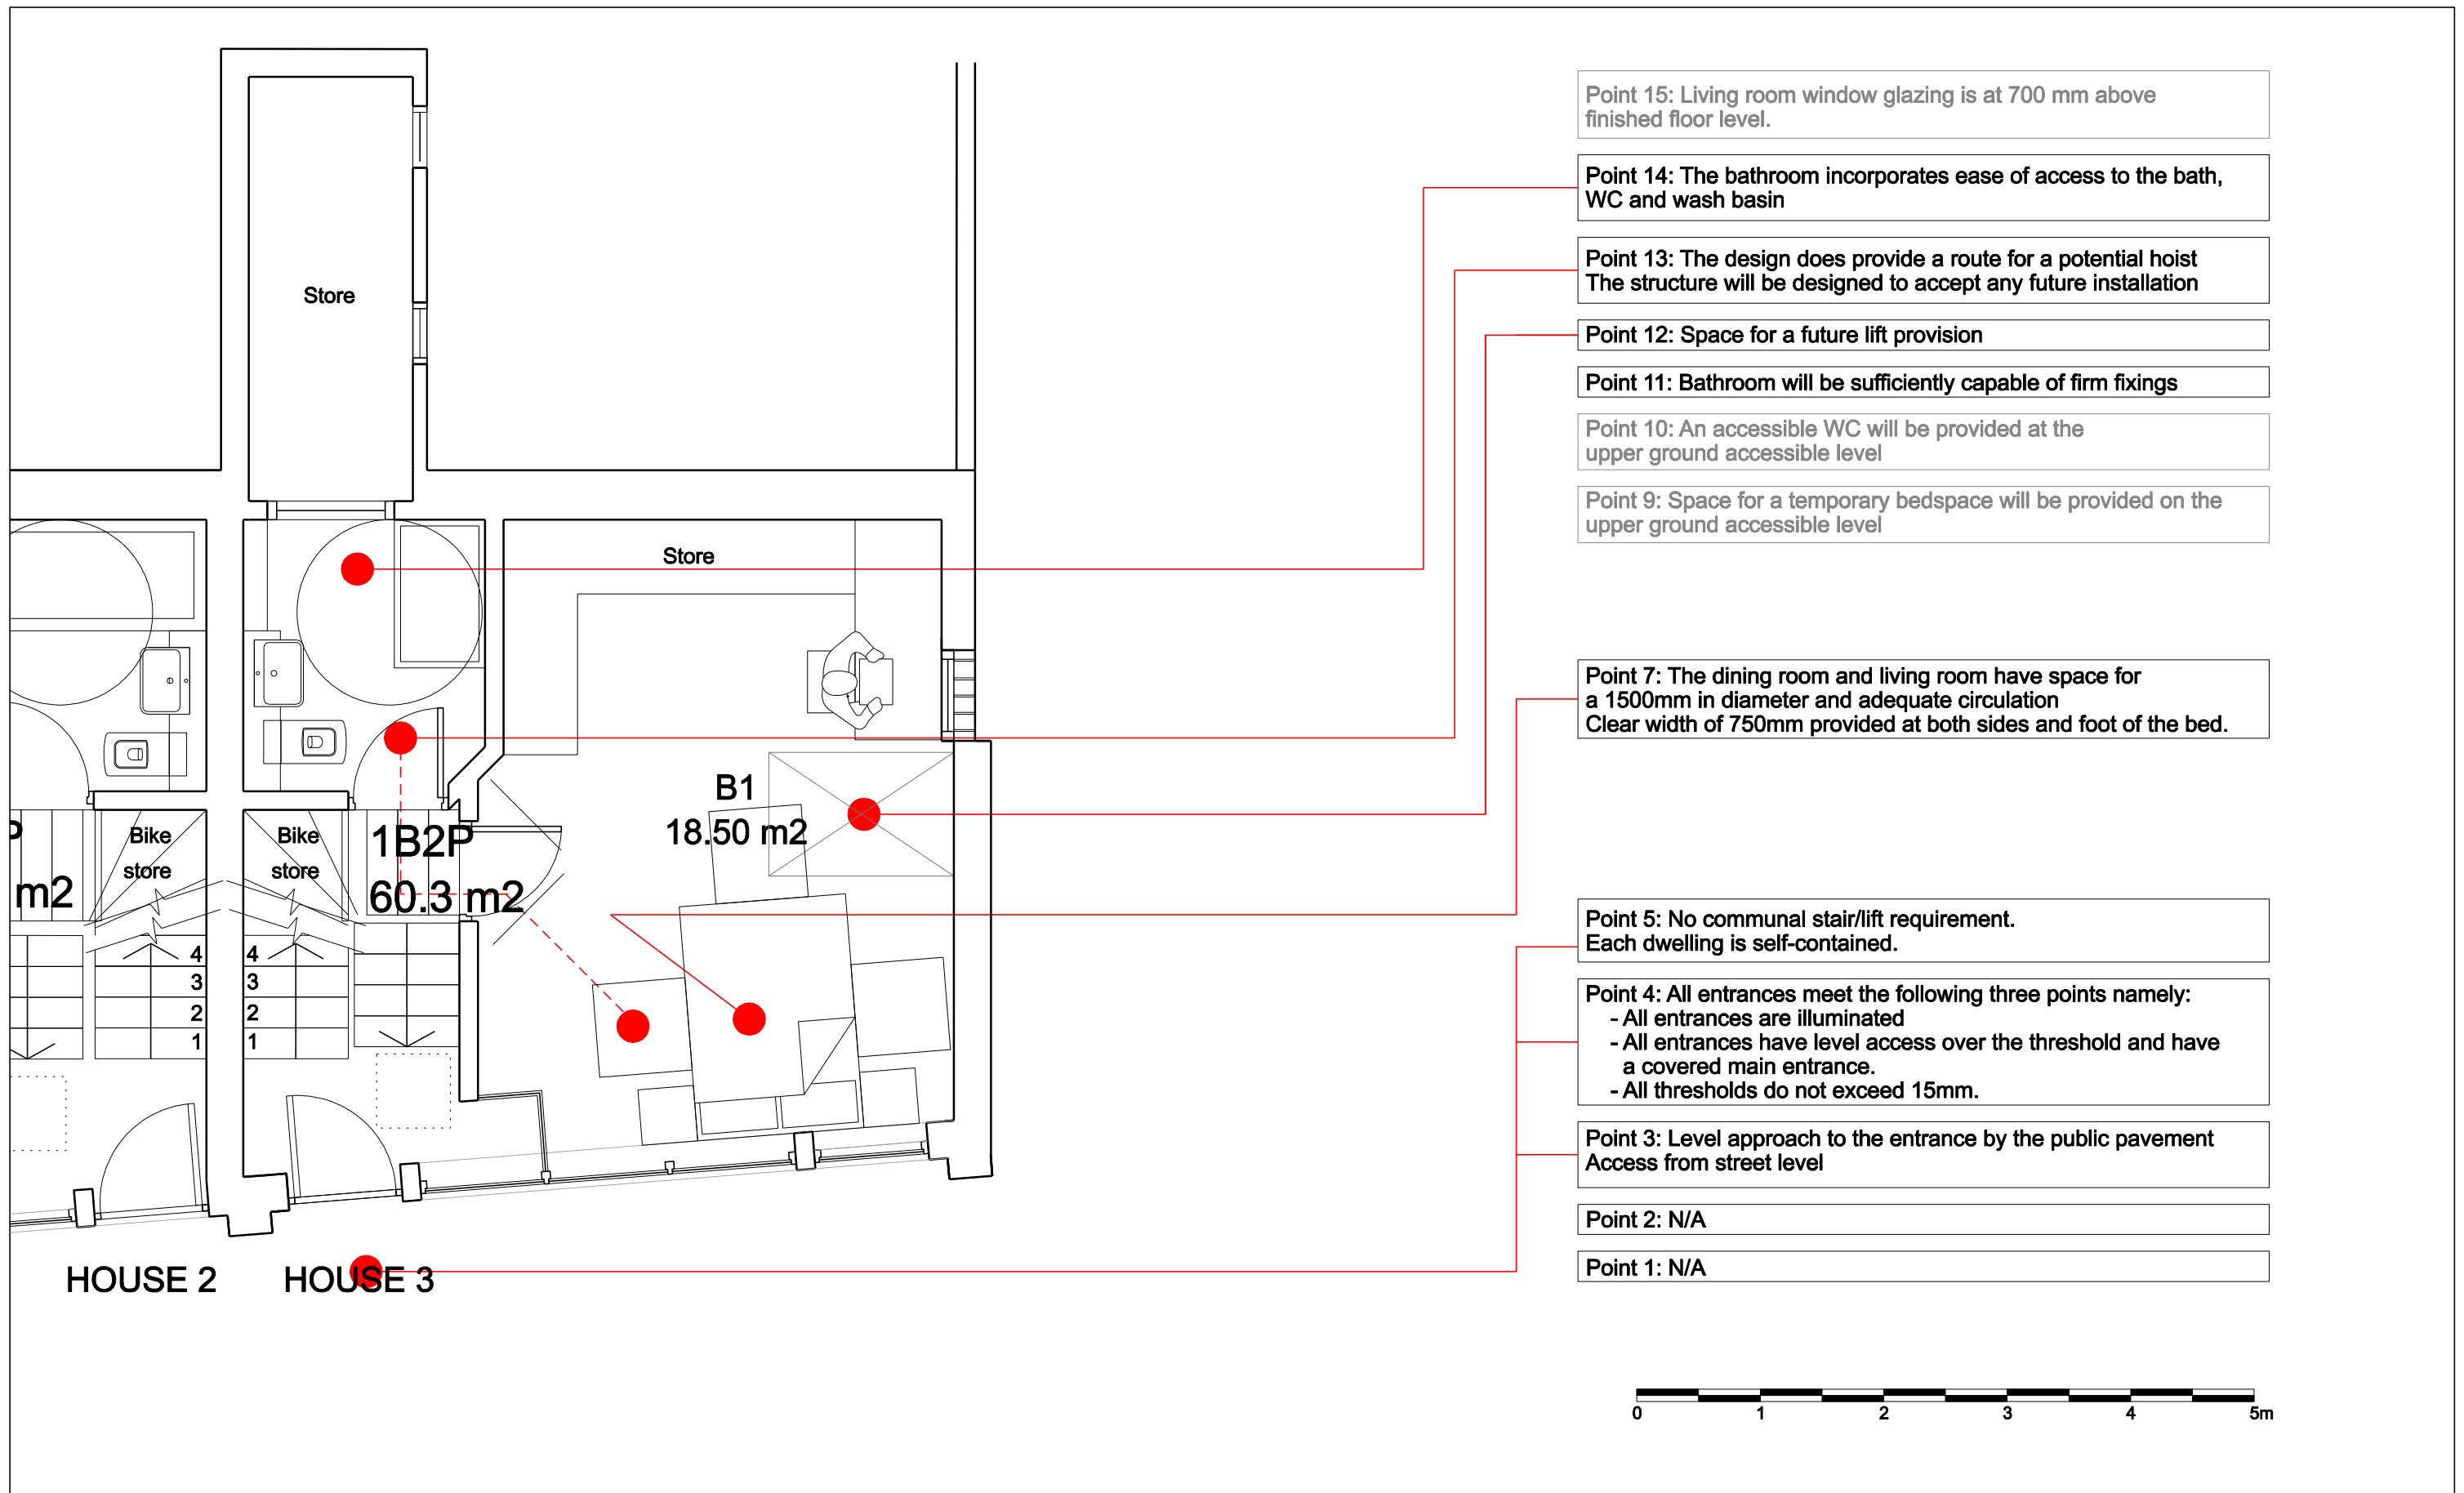 Store
Store
B1
18.50 m2
Bike
store
Bike
store
1B2P
60.3 m2
P
m2
4
3
2
1
4
3
2
1
HOUSE 2
HOUSE 3
Point 15: Living room window glazing is at 700 mm above
finished floor level.
Point 14: The bathroom incorporates ease of access to the bath,
WC and wash basin
Point 13: The design does provide a route for a potential hoist
The structure will be designed to accept any future installation
Point 12: Space for a future lift provision
Point 11: Bathroom will be sufficiently capable of firm fixings
Point 10: An accessible WC will be provided at the
upper ground accessible level
Point 9: Space for a temporary bedspace will be provided on the
upper ground accessible level
Point 7: The dining room and living room have space for
a 1500mm in diameter and adequate circulation
Clear width of 750mm provided at both sides and foot of the bed.
Point 5: No communal stair/lift requirement.
Each dwelling is self-contained.
Point 4: All entrances meet the following three points namely:
- All entrances are illuminated
- All entrances have level access over the threshold and have
a covered main entrance.
- All thresholds do not exceed 15mm.
Point 3: Level approach to the entrance by the public pavement
Access from street level
Point 2: N/A
Point 1: N/A
0 1 2 3 4 5m